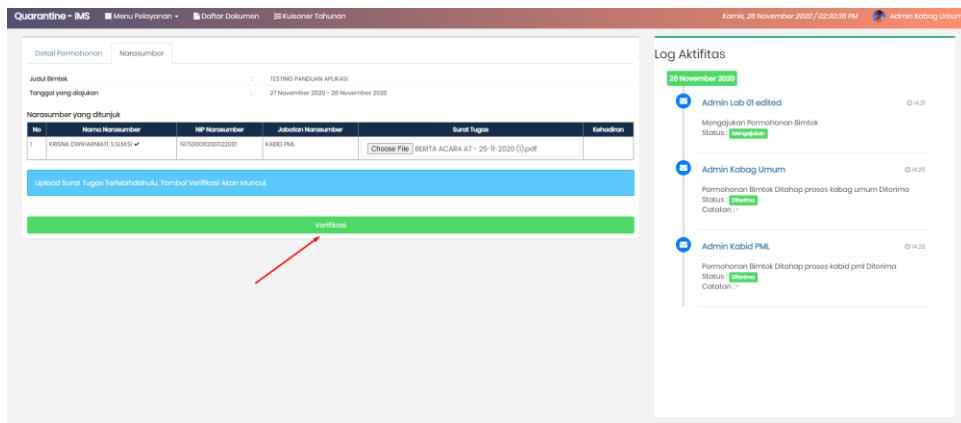 Quarantine - IMS Menu Pelayanan Daftar Dokumen Kuisoner Tahunan Kamis, 26 November 2020 / 02:30:36 PM Admin Kabag Umum
Detail Permohonan Narasumber
Judul Bimtek : TESTING PANDUAN APLIKASI
Tanggal yang diajukan : 27 November 2020 - 28 November 2020
Narasumber yang ditunjuk
No Nama Narasumber NIP Narasumber Jabatan Narasumber Surat Tugas Kehadiran
1 KRISNA DWIHARNIATI, S.SI,M.SI 197506082001122001 KABID PML Choose File BERITA ACARA AT - 25-11-2020 (1).pdf
Upload Surat Tugas Terlebihdahulu, Tombol Verifikasi Akan Muncul.
Verifikasi
Log Aktifitas
26 November 2020
Admin Lab 01 edited 14:21
Mengajukan Permohonan Bimtek
Status : Mengajukan
Admin Kabag Umum 14:25
Permohonan Bimtek Ditahap proses kabag umum Diterima
Status : Diterima
Catatan : -
Admin Kabid PML 14:26
Permohonan Bimtek Ditahap proses kabid pml Diterima
Status : Diterima
Catatan : -